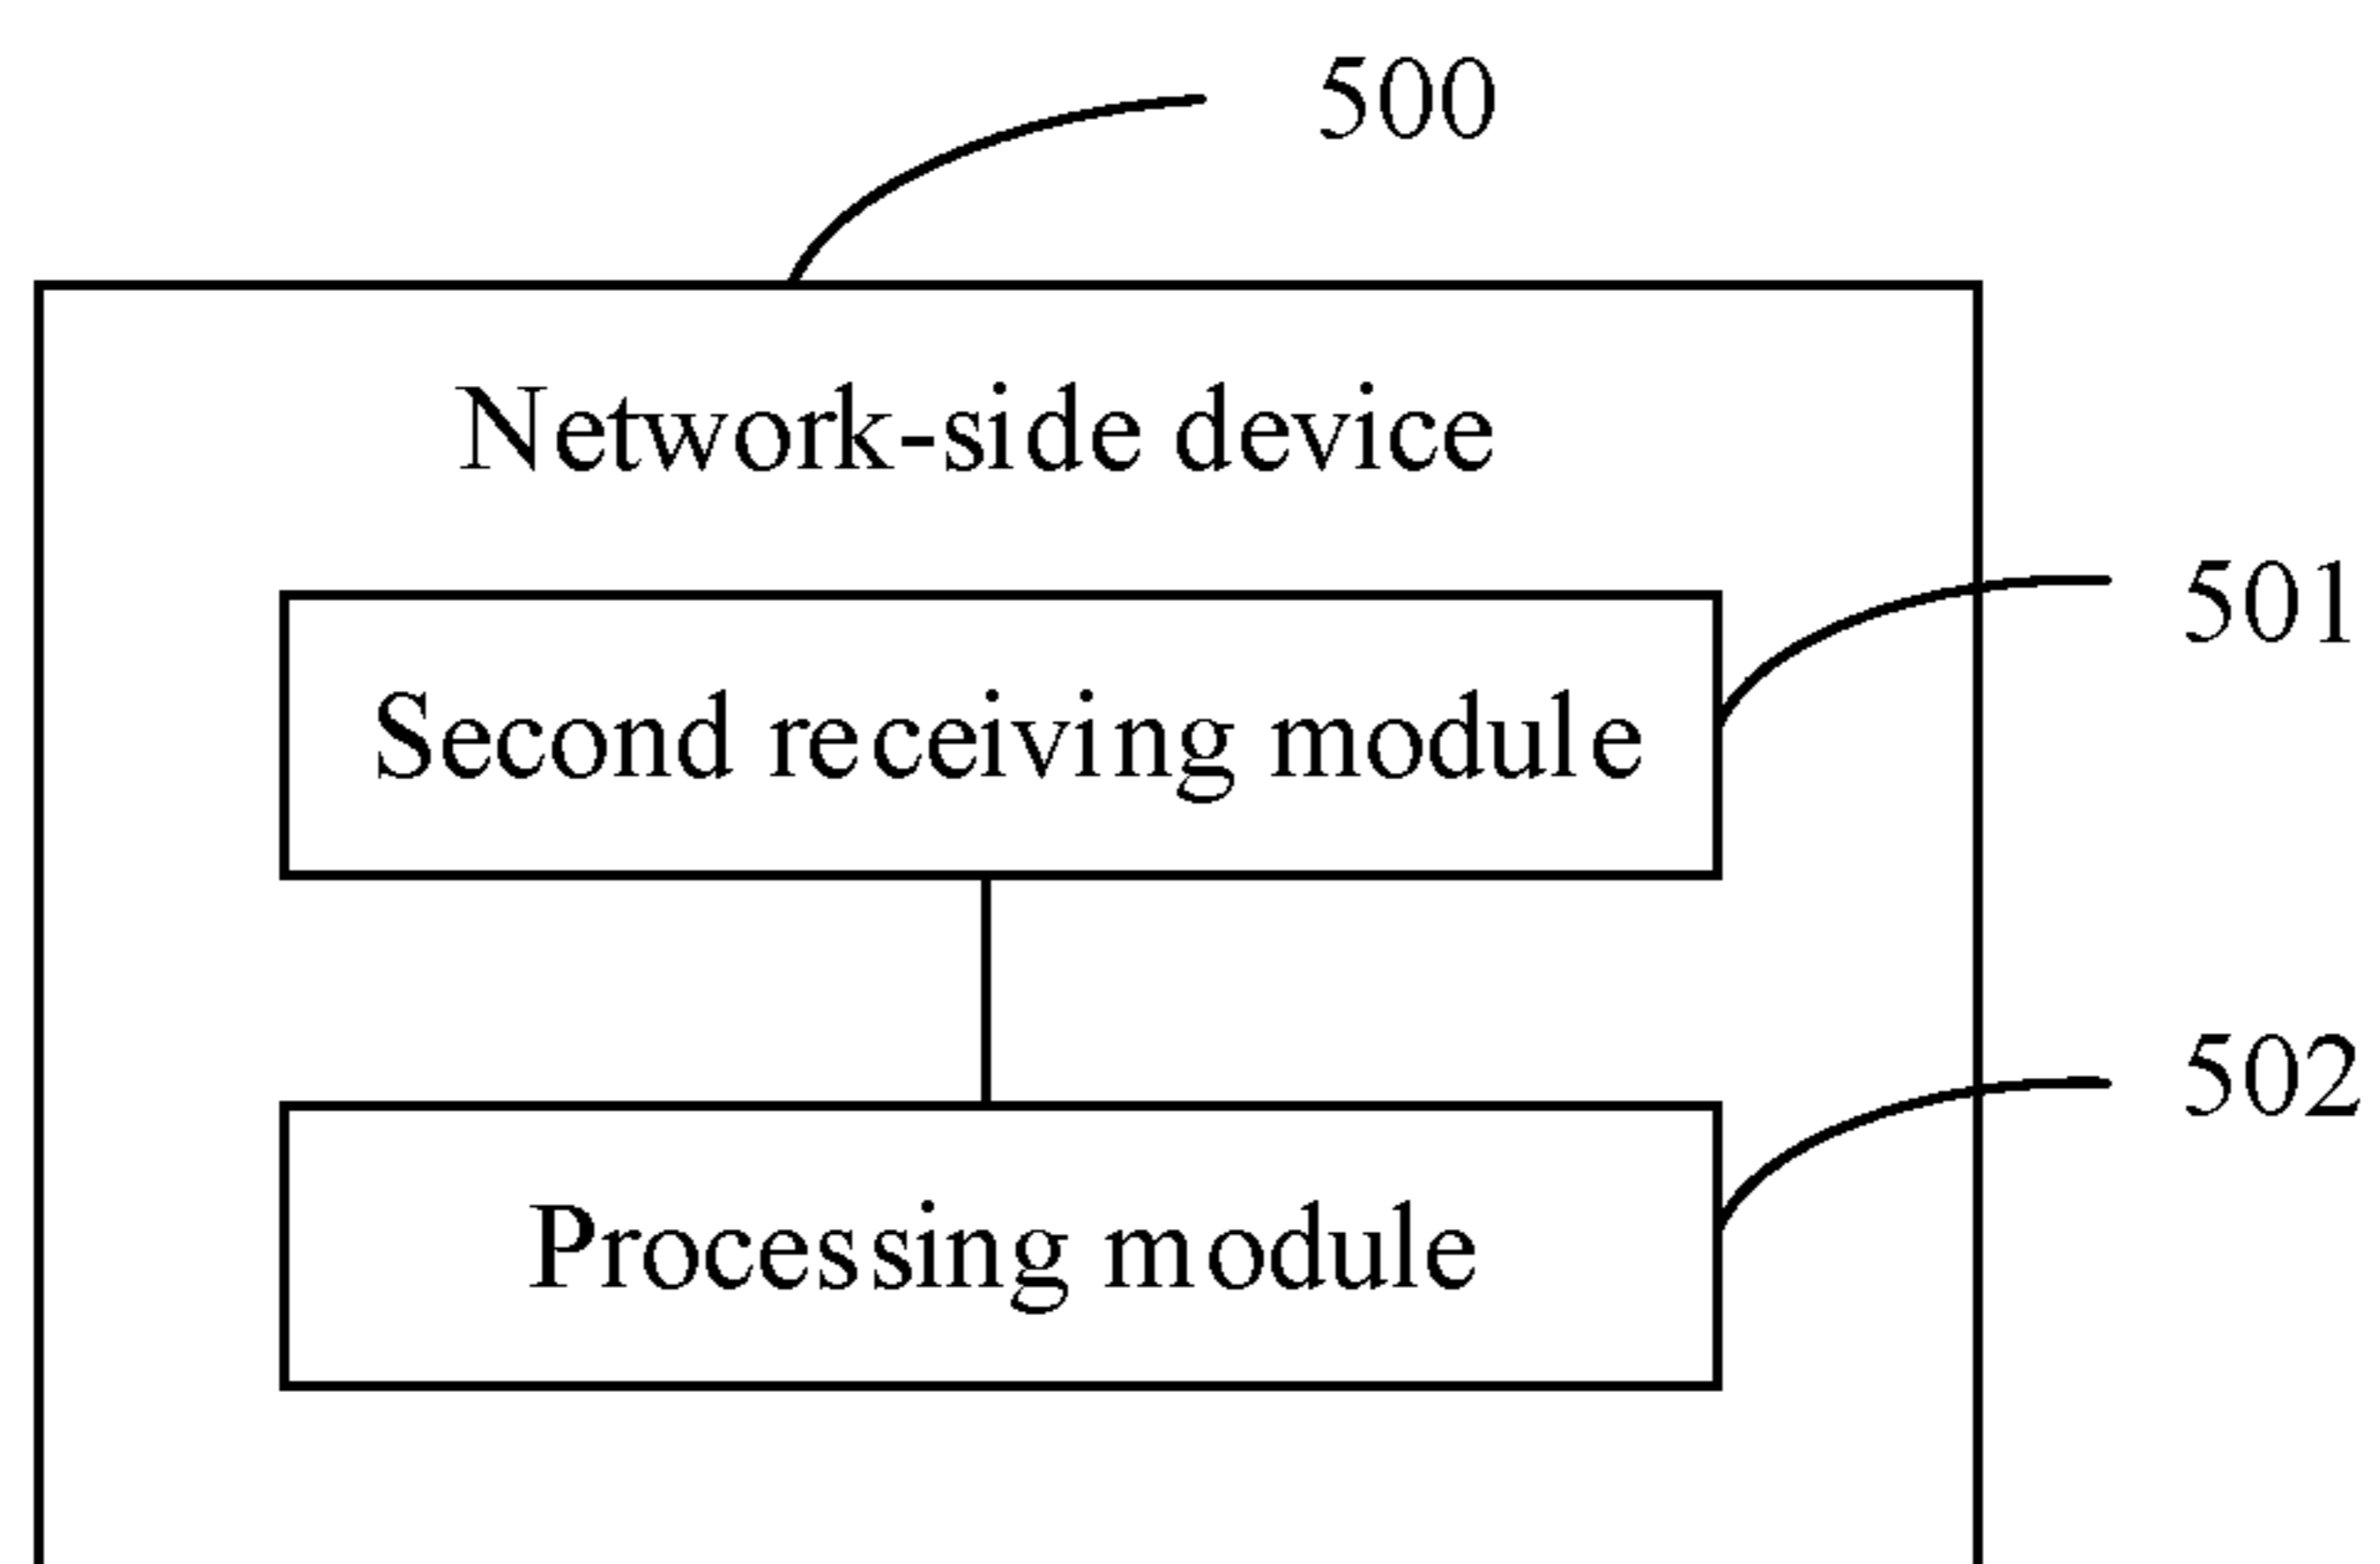 500
Network-side device
501
Second receiving module
502
Processing module